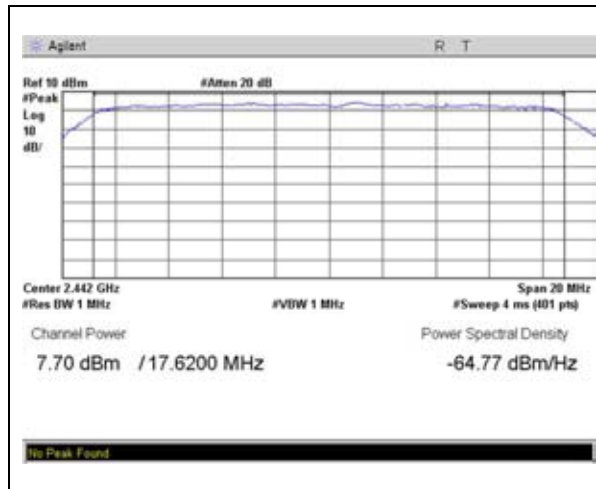 Agilent R T
Ref 10 dBm #Atten 20 dB
#Peak
Log
10
dB/
Center 2.442 GHz Span 20 MHz
#Res BW 1 MHz #VBW 1 MHz #Sweep 4 ms (401 pts)
Channel Power Power Spectral Density
7.70 dBm / 17.6200 MHz -64.77 dBm/Hz
No Peak Found